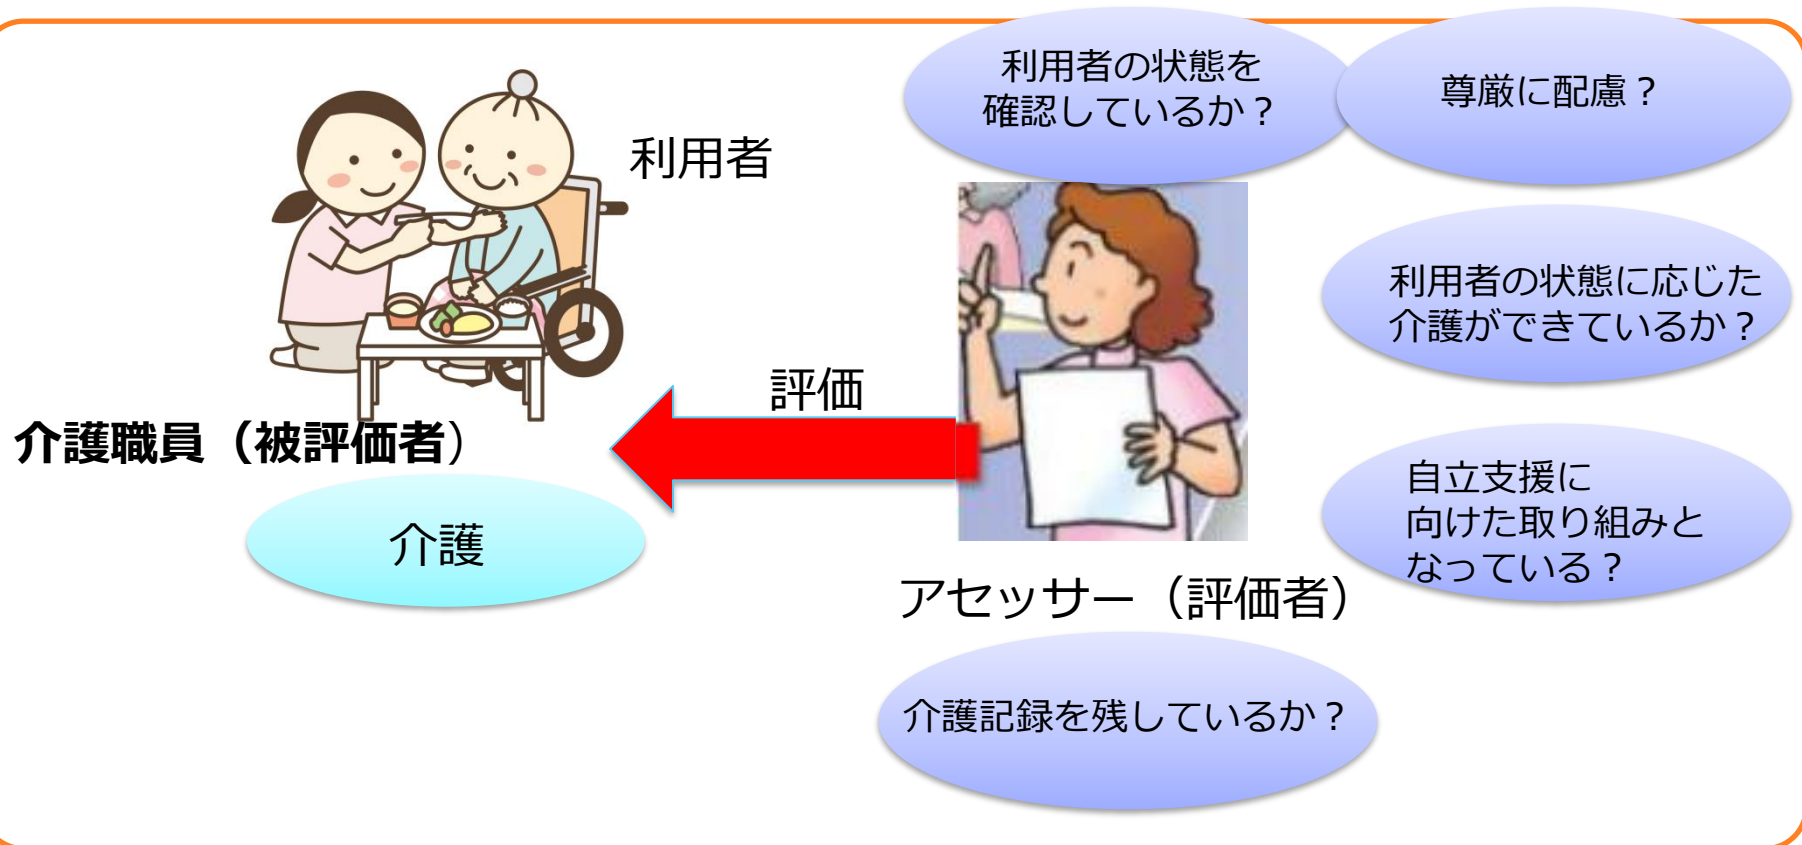 利用者
介護職員（被評価者）
介護
評価
利用者の状態を
確認しているか？
尊厳に配慮？
利用者の状態に応じた
介護ができているか？
自立支援に
向けた取り組みと
なっている？
アセッサー（評価者）
介護記録を残しているか？